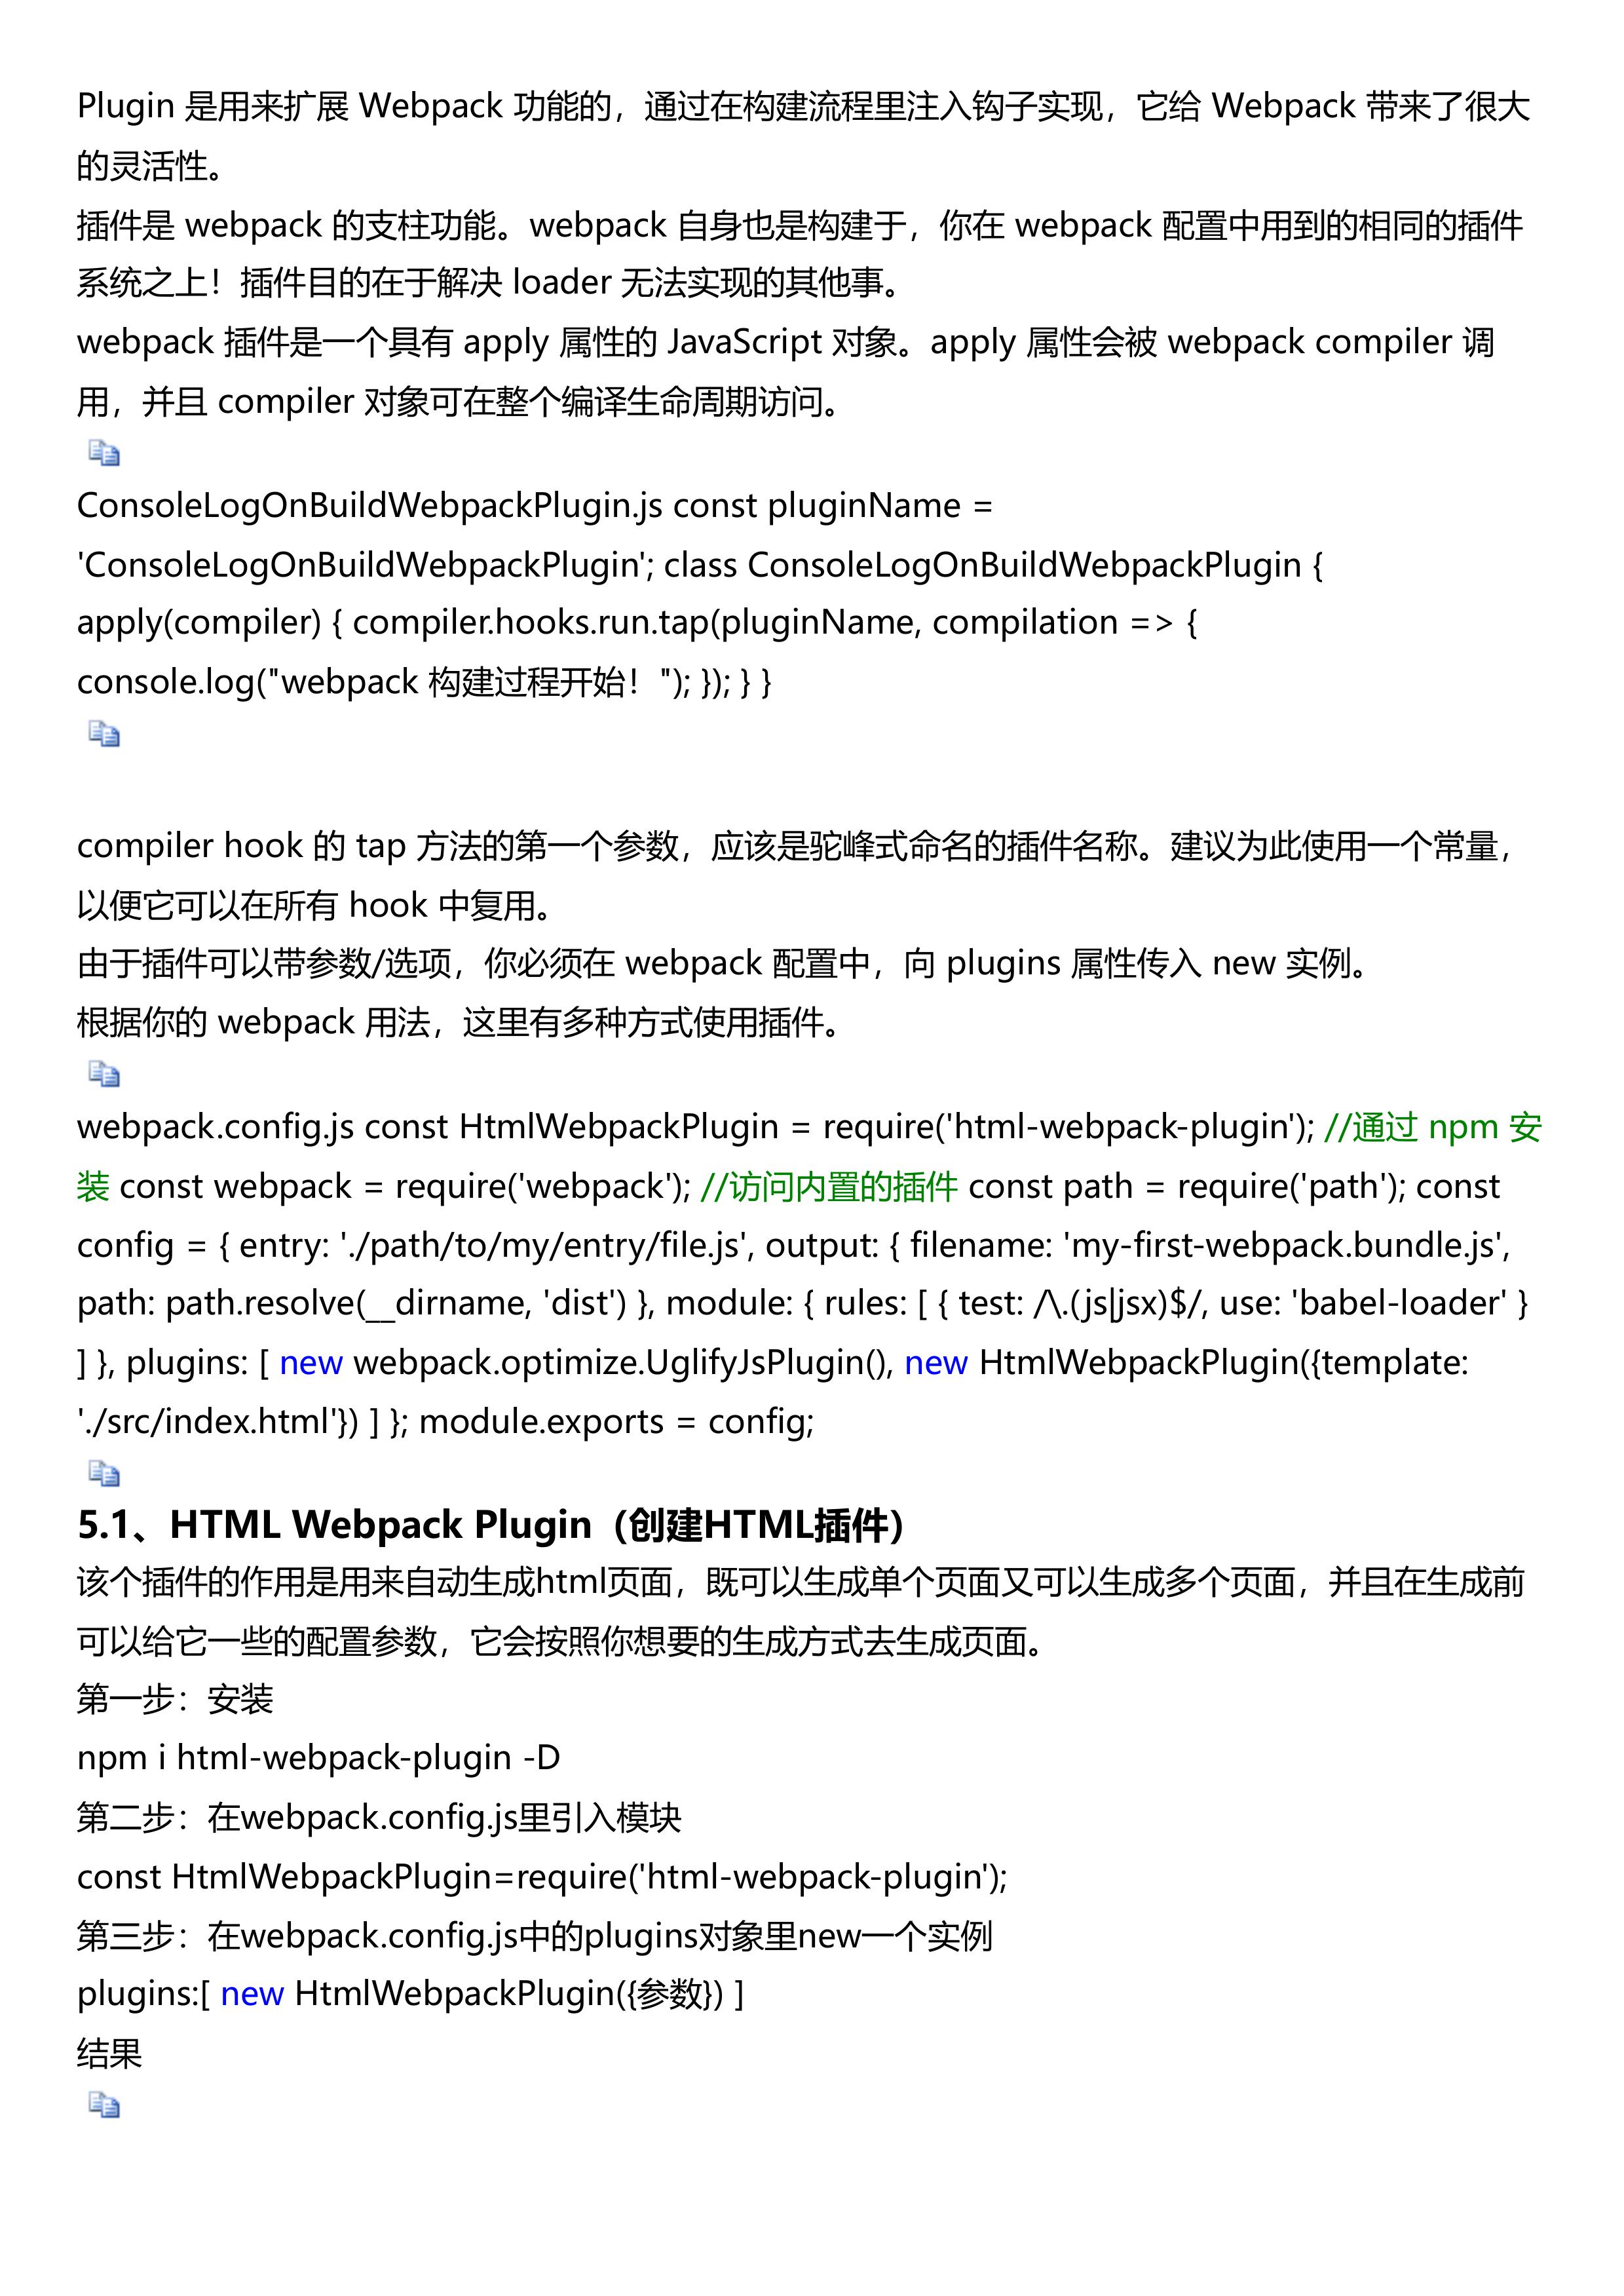 Plugin 是用来扩展 Webpack 功能的，通过在构建流程里注入钩子实现，它给 Webpack 带来了很大
的灵活性。
插件是 webpack 的支柱功能。webpack 自身也是构建于，你在 webpack 配置中用到的相同的插件
系统之上！插件目的在于解决 loader 无法实现的其他事。
webpack 插件是一个具有 apply 属性的 JavaScript 对象。apply 属性会被 webpack compiler 调
用，并且 compiler 对象可在整个编译生命周期访问。
ConsoleLogOnBuildWebpackPlugin.js const pluginName =
'ConsoleLogOnBuildWebpackPlugin'; class ConsoleLogOnBuildWebpackPlugin {
apply(compiler) { compiler.hooks.run.tap(pluginName, compilation => {
console.log("webpack 构建过程开始！"); }); } }
compiler hook 的 tap 方法的第一个参数，应该是驼峰式命名的插件名称。建议为此使用一个常量，
以便它可以在所有 hook 中复用。
由于插件可以带参数/选项，你必须在 webpack 配置中，向 plugins 属性传入 new 实例。
根据你的 webpack 用法，这里有多种方式使用插件。
webpack.config.js const HtmlWebpackPlugin = require('html-webpack-plugin'); //通过 npm 安
装 const webpack = require('webpack'); //访问内置的插件 const path = require('path'); const
config = { entry: './path/to/my/entry/file.js', output: { filename: 'my-first-webpack.bundle.js',
path: path.resolve(__dirname, 'dist') }, module: { rules: [ { test: /\.(js|jsx)$/, use: 'babel-loader' }
] }, plugins: [ new webpack.optimize.UglifyJsPlugin(), new HtmlWebpackPlugin({template:
'./src/index.html'}) ] }; module.exports = config;
5.1、HTML Webpack Plugin（创建HTML插件）
该个插件的作用是用来自动生成html页面，既可以生成单个页面又可以生成多个页面，并且在生成前
可以给它一些的配置参数，它会按照你想要的生成方式去生成页面。
第一步：安装
npm i html-webpack-plugin -D
第二步：在webpack.config.js里引入模块
const HtmlWebpackPlugin=require('html-webpack-plugin');
第三步：在webpack.config.js中的plugins对象里new一个实例
plugins:[ new HtmlWebpackPlugin({参数}) ]
结果